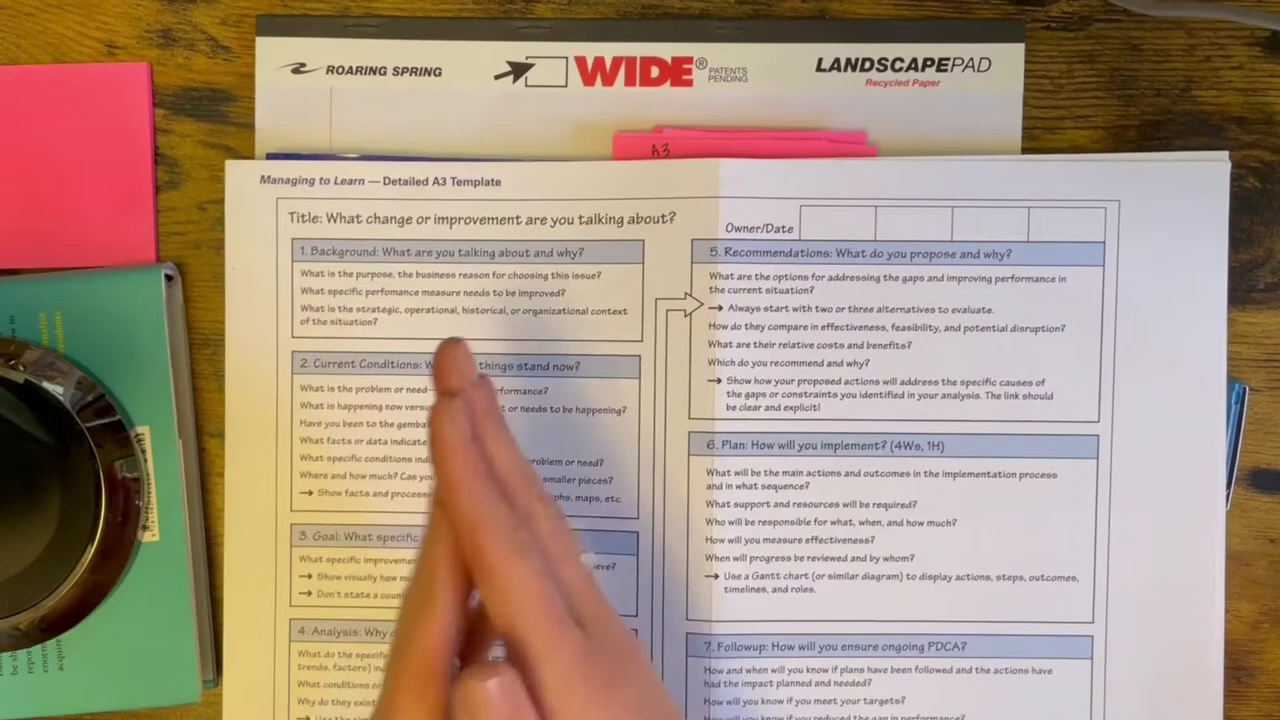 ROARING SPRING
WIDE®
PATENTS
PENDING
LANDSCAPEPAD
Recycled Paper
A3
Managing to Learn — Detailed A3 Template
Title: What change or improvement are you talking about?
Owner/Date
1. Background: What are you talking about and why?
What is the purpose, the business reason for choosing this issue?
What specific perfomance measure needs to be improved?
What is the strategic, operational, historical, or organizational context
of the situation?
2. Current Conditions: things stand now?
What is the problem or need
What is happening now or needs to be happening?
Have you been to the
What facts or data indicate
What specific conditions problem or need?
Where and how much? Can you smaller pieces?
→ Show facts and maps, etc.
3. Goal: What specific
What specific
→ Show visually how
→ Don't state a
4. Analysis: Why
What do the
trends, factors)
What conditions
Why do they
5. Recommendations: What do you propose and why?
What are the options for addressing the gaps and improving performance in
the current situation?
→ Always start with two or three alternatives to evaluate.
How do they compare in effectiveness, feasibility, and potential disruption?
What are their relative costs and benefits?
Which do you recommend and why?
→ Show how your proposed actions will address the specific causes of
the gaps or constraints you identified in your analysis. The link should
be clear and explicit!
6. Plan: How will you implement? (4Ws, 1H)
What will be the main actions and outcomes in the implementation process
and in what sequence?
What support and resources will be required?
Who will be responsible for what, when, and how much?
How will you measure effectiveness?
When will progress be reviewed and by whom?
→ Use a Gantt chart (or similar diagram) to display actions, steps, outcomes,
timelines, and roles.
7. Followup: How will you ensure ongoing PDCA?
How and when will you know if plans have been followed and the actions have
had the impact planned and needed?
How will you know if you meet your targets?
How will you know if you reduced the gap in performance?